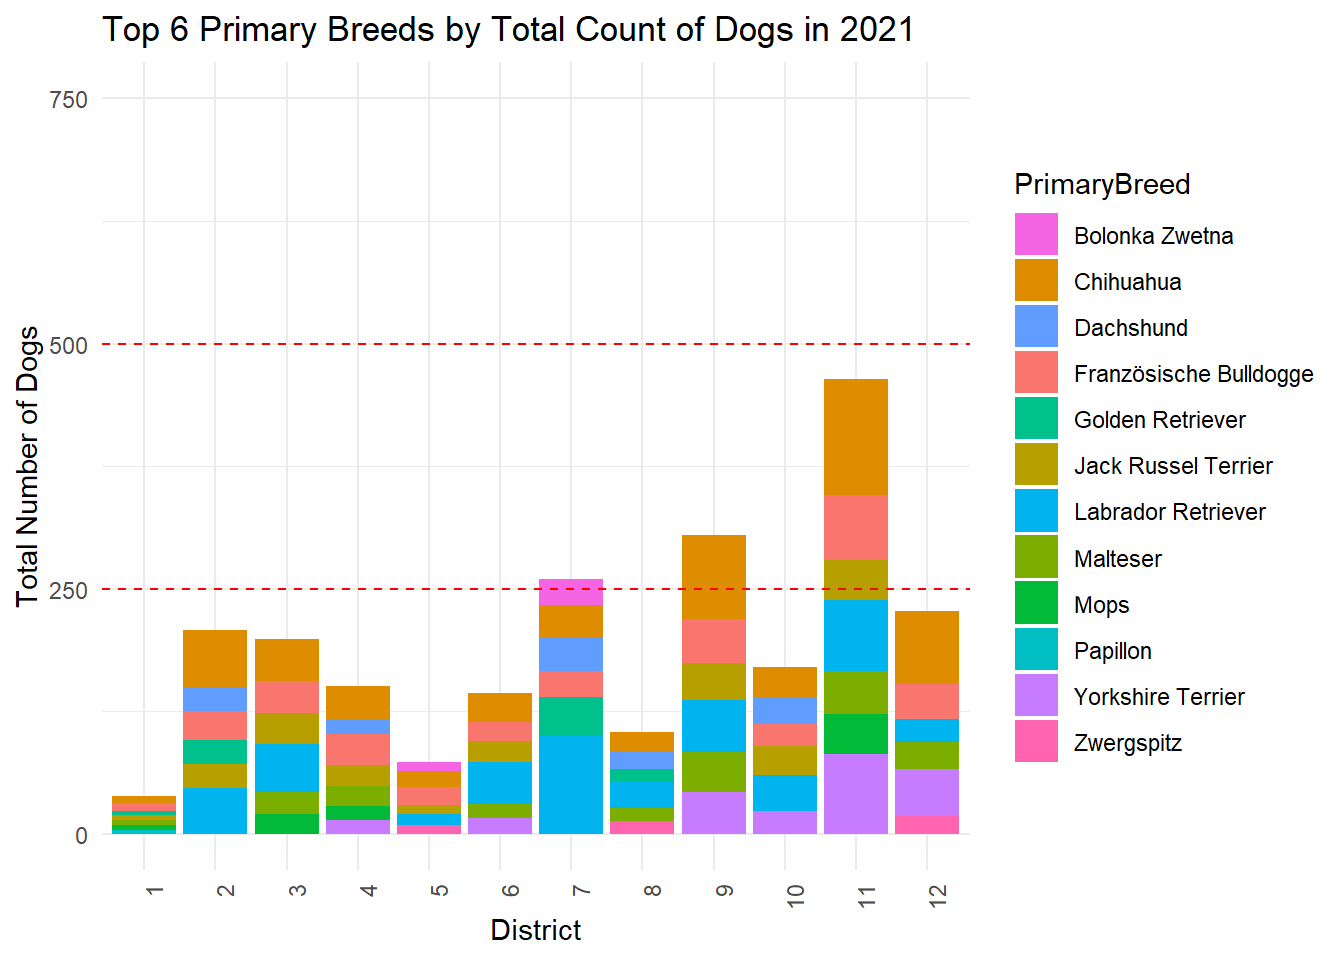 Top 6 Primary Breeds by Total Count of Dogs in 2021
Total Number of Dogs
750
500
250
0
1
2
3
4
5
6
7
8
9
10
11
12
District
PrimaryBreed
Bolonka Zwetna
Chihuahua
Dachshund
Französische Bulldogge
Golden Retriever
Jack Russel Terrier
Labrador Retriever
Malteser
Mops
Papillon
Yorkshire Terrier
Zwergspitz